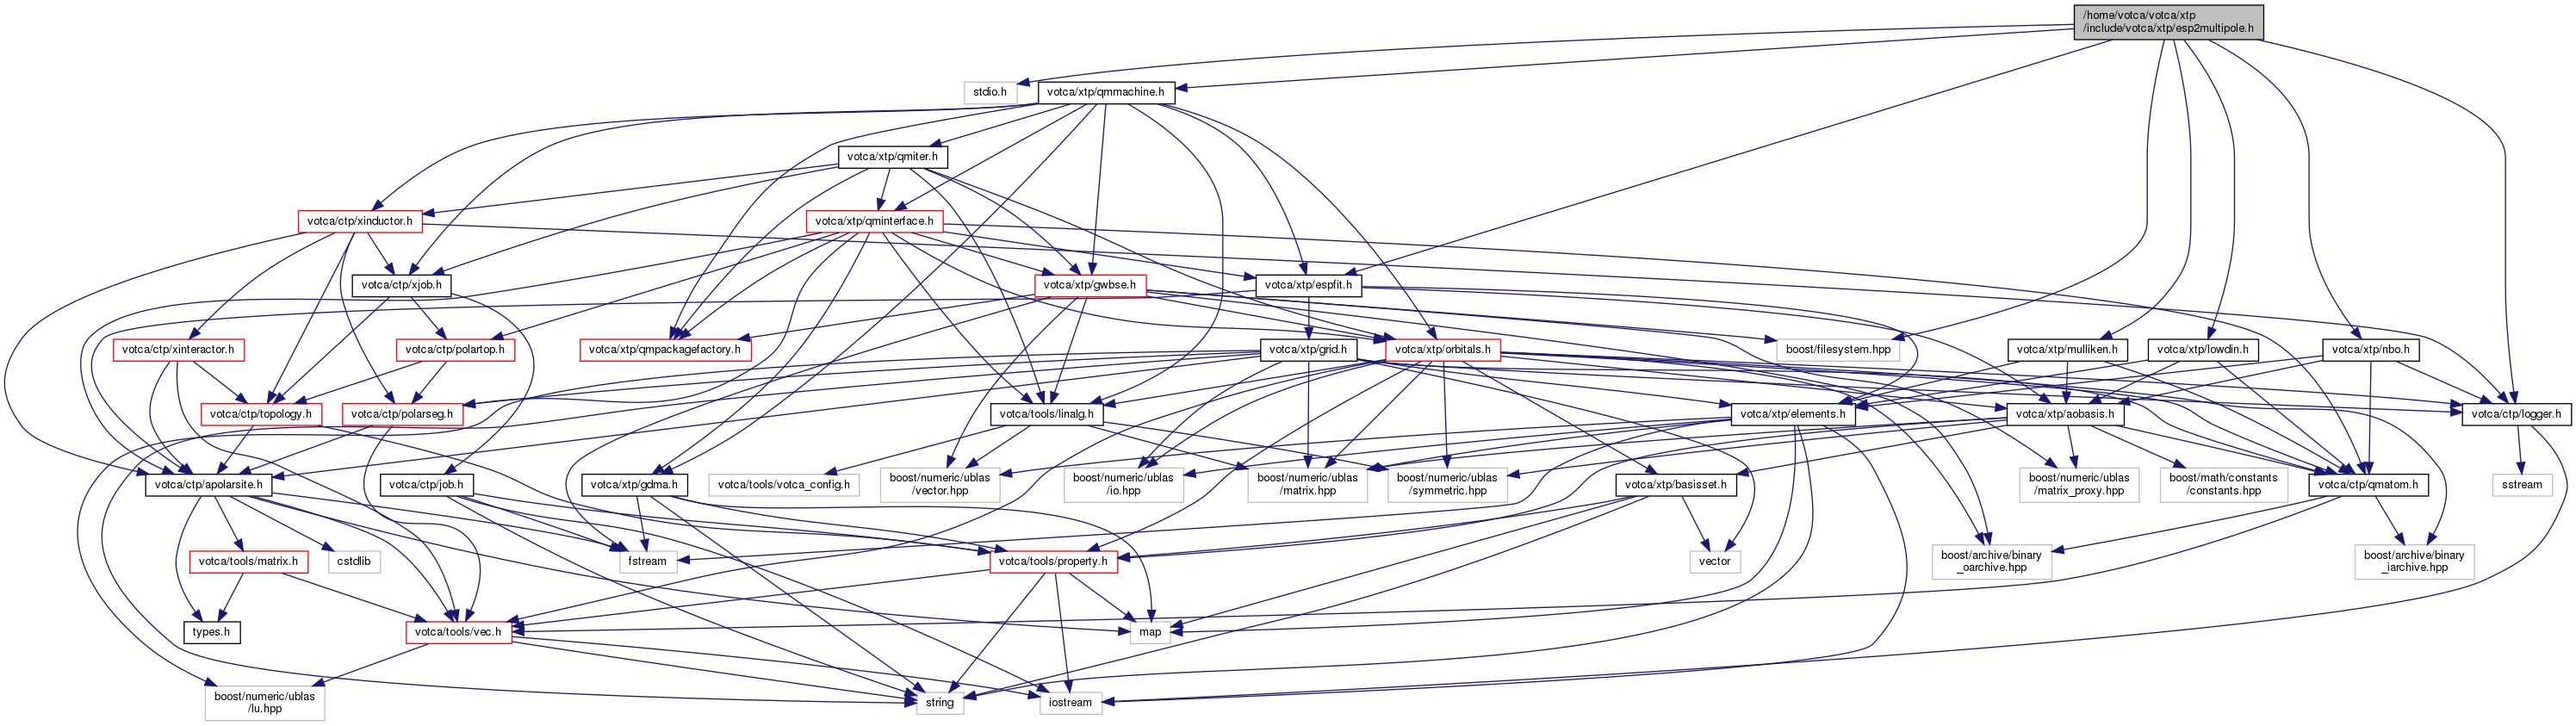 /home/votca/votca/xtp
/include/votca/xtp/esp2multipole.h
stdio.h
votca/xtp/qmmachine.h
votca/xtp/qmiter.h
votca/ctp/xinductor.h
votca/xtp/qminterface.h
votca/ctp/xjob.h
votca/xtp/gwbse.h
votca/xtp/espfit.h
votca/ctp/xinteractor.h
votca/ctp/polartop.h
votca/xtp/qmpackagefactory.h
votca/xtp/grid.h
votca/xtp/orbitals.h
boost/filesystem.hpp
votca/xtp/mulliken.h
votca/xtp/lowdin.h
votca/xtp/nbo.h
votca/ctp/topology.h
votca/ctp/polarseg.h
votca/tools/linalg.h
votca/xtp/elements.h
votca/xtp/aobasis.h
votca/ctp/logger.h
votca/ctp/apolarsite.h
votca/ctp/job.h
votca/xtp/gdma.h
votca/tools/votca_config.h
boost/numeric/ublas
/vector.hpp
boost/numeric/ublas
/io.hpp
boost/numeric/ublas
/matrix.hpp
boost/numeric/ublas
/symmetric.hpp
votca/xtp/basisset.h
boost/numeric/ublas
/matrix_proxy.hpp
boost/math/constants
/constants.hpp
votca/ctp/qmatom.h
sstream
votca/tools/matrix.h
cstdlib
fstream
votca/tools/property.h
vector
boost/archive/binary
_oarchive.hpp
boost/archive/binary
_iarchive.hpp
types.h
votca/tools/vec.h
map
boost/numeric/ublas
/lu.hpp
string
iostream